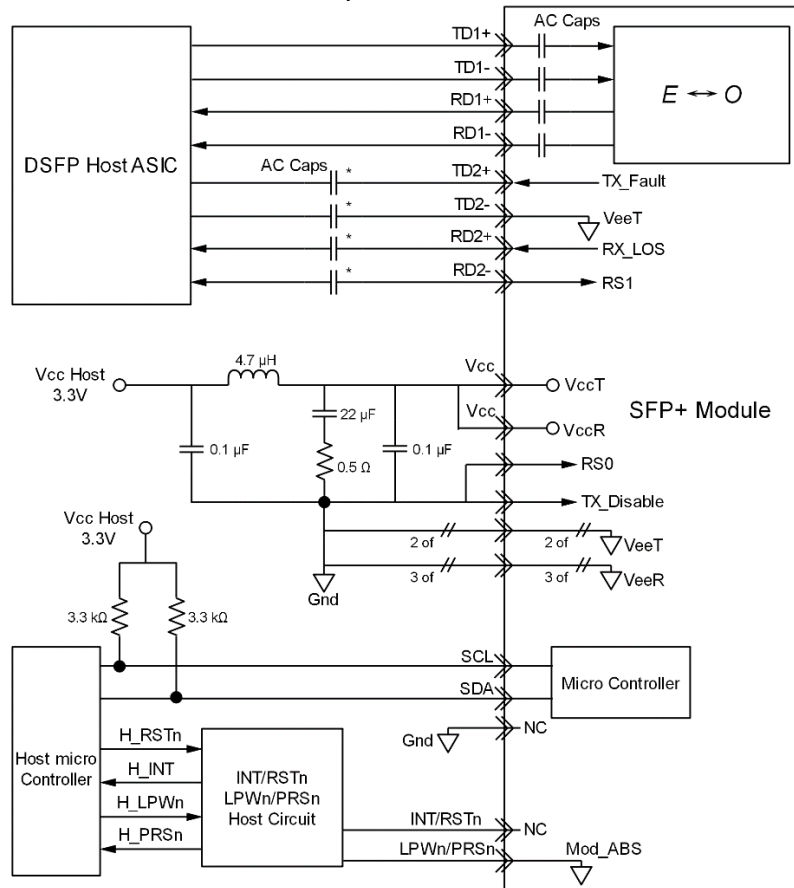 TD1+
AC Caps
TD1-
RD1+
E ↔ O
RD1-
DSFP Host ASIC
AC Caps
TD2+
TX_Fault
*
TD2-
VeeT
*
RD2+
RX_LOS
*
RD2-
RS1
*
4.7 µH
Vcc Host
3.3V
Vcc
VccT
Vcc
VccR
SFP+ Module
22 µF
0.1 µF
0.5 Ω
0.1 µF
RS0
TX_Disable
Vcc Host
3.3V
2 of
2 of
VeeT
3 of
3 of
VeeR
Gnd
3.3 kΩ
3.3 kΩ
SCL
SDA
Micro Controller
Gnd
NC
Host micro
Controller
H_RSTn
H_INT
H_LPWn
H_PRSn
INT/RSTn
LPWn/PRSn
Host Circuit
INT/RSTn
NC
LPWn/PRSn
Mod_ABS